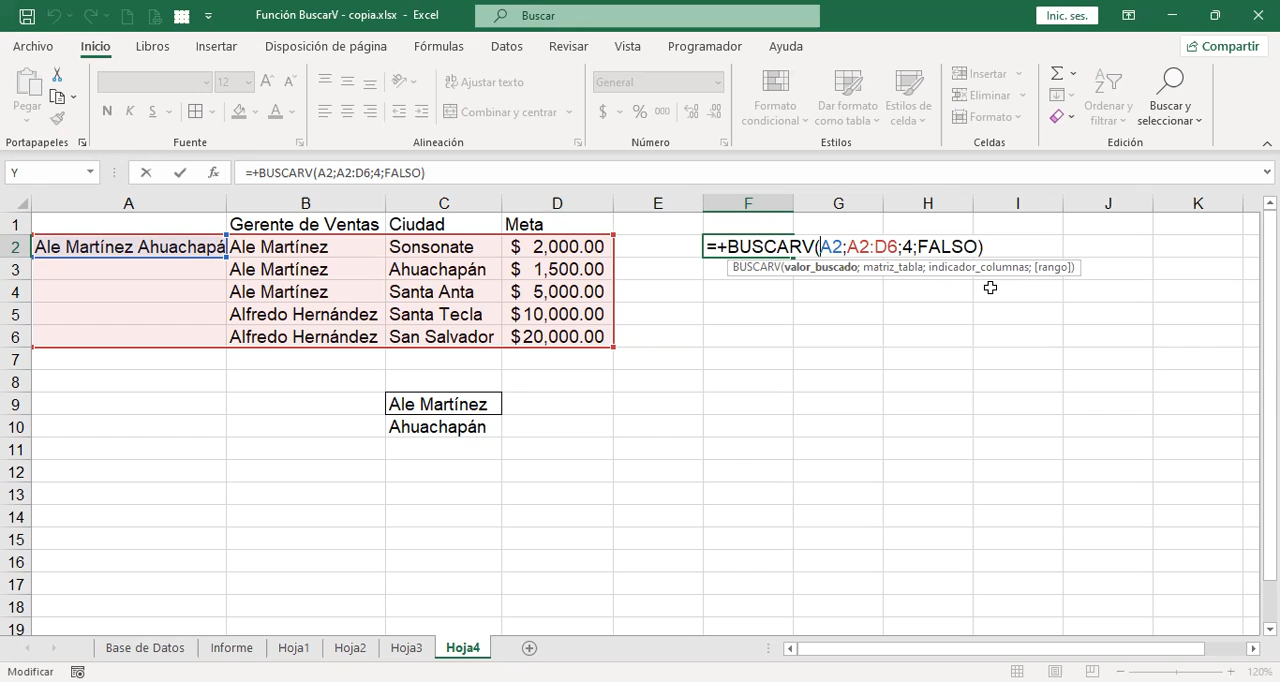 Función BuscarV - copia.xlsx - Excel
Buscar
Inic. ses.
Archivo Inicio Libros Insertar Disposición de página Fórmulas Datos Revisar Vista Programador Ayuda
Compartir
Pegar
12
Ajustar texto
General
Insertar
N K S
Combinar y centrar
$ % 000
Formato condicional
Dar formato como tabla
Estilos de celda
Eliminar
Formato
Ordenar y filtrar
Buscar y seleccionar
Portapapeles Fuente Alineación Número Estilos Celdas Edición
Y
fx
=+BUSCARV(A2;A2:D6;4;FALSO)
A B C D E F G H I J K
1 Gerente de Ventas Ciudad Meta
2 Ale Martínez Ahuachapá Ale Martínez Sonsonate $ 2,000.00 =+BUSCARV(A2;A2:D6;4;FALSO)
BUSCARV(valor_buscado; matriz_tabla; indicador_columnas; [rango])
3 Ale Martínez Ahuachapán $ 1,500.00
4 Ale Martínez Santa Anta $ 5,000.00
5 Alfredo Hernández Santa Tecla $10,000.00
6 Alfredo Hernández San Salvador $20,000.00
7
8
9 Ale Martínez
10 Ahuachapán
11
12
13
14
15
16
17
18
19
Base de Datos Informe Hoja1 Hoja2 Hoja3 Hoja4
Modificar
120%